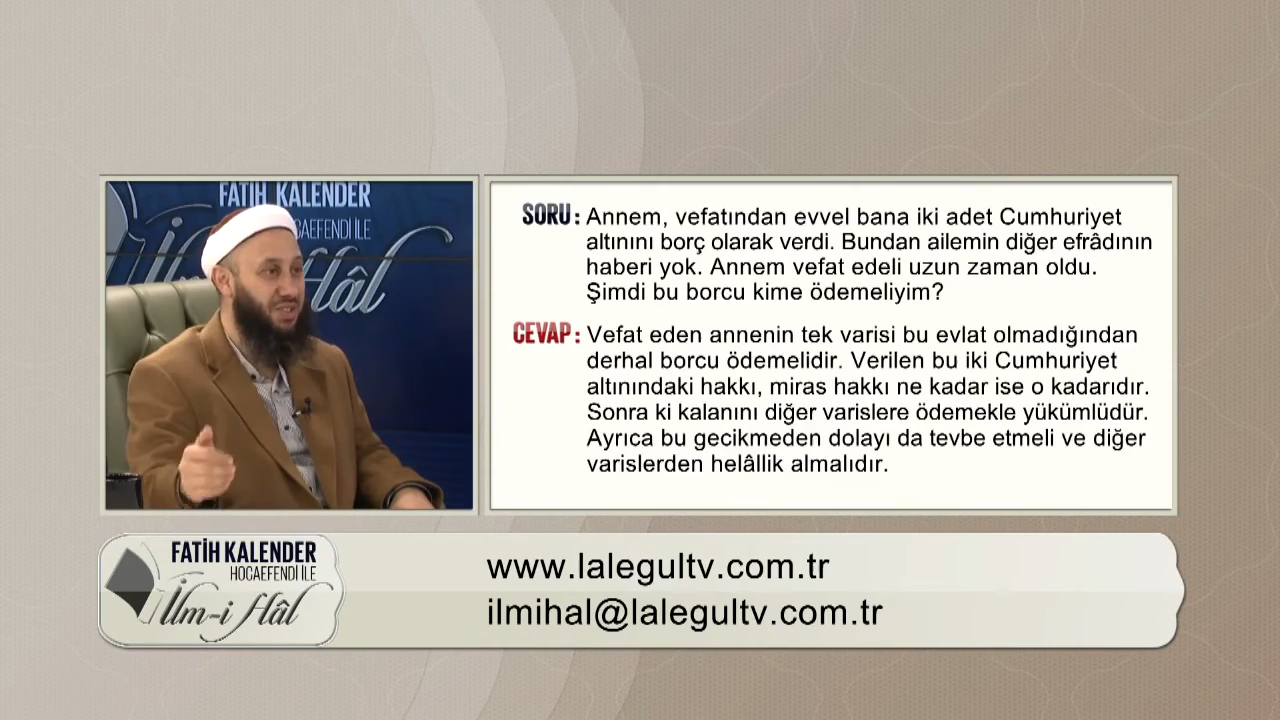 FATİH KALENDER
HOCAEFENDİ İLE
İlm-i Hâl
SORU : Annem, vefatından evvel bana iki adet Cumhuriyet
altınını borç olarak verdi. Bundan ailemin diğer efrâdının
haberi yok. Annem vefat edeli uzun zaman oldu.
Şimdi bu borcu kime ödemeliyim?
CEVAP : Vefat eden annenin tek varisi bu evlat olmadığından
derhal borcu ödemelidir. Verilen bu iki Cumhuriyet
altınındaki hakkı, miras hakkı ne kadar ise o kadarıdır.
Sonra ki kalanını diğer varislere ödemekle yükümlüdür.
Ayrıca bu gecikmeden dolayı da tevbe etmeli ve diğer
varislerden helâllik almalıdır.
FATİH KALENDER
HOCAEFENDİ İLE
İlm-i Hâl
www.lalegultv.com.tr
ilmihal@lalegultv.com.tr